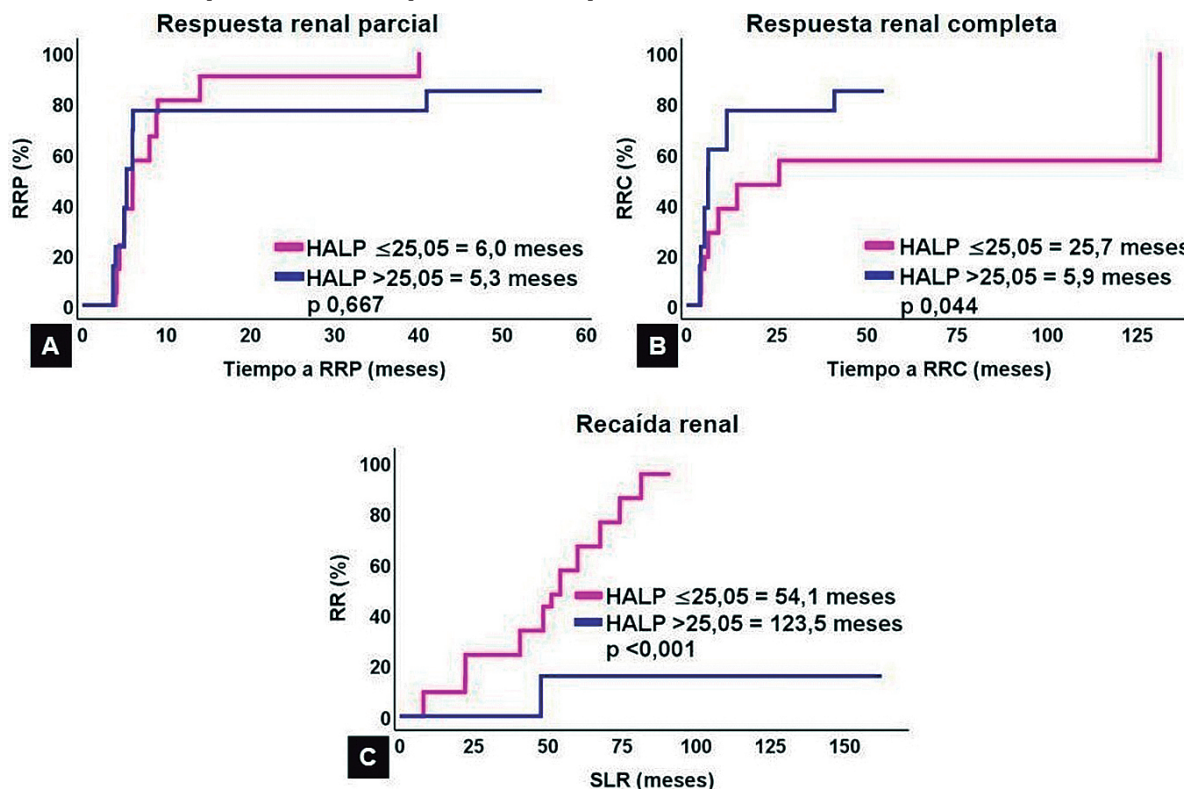 Respuesta renal parcial
100
80
60
40
20
0
RRP (%)
HALP ≤25,05 = 6,0 meses
HALP >25,05 = 5,3 meses
p 0,667
0 10 20 30 40 50 60
A
Tiempo a RRP (meses)
Respuesta renal completa
100
80
60
40
20
0
RRC (%)
HALP ≤25,05 = 25,7 meses
HALP >25,05 = 5,9 meses
p 0,044
0 25 50 75 100 125
B
Tiempo a RRC (meses)
Recaída renal
100
80
60
40
20
0
RR (%)
HALP ≤25,05 = 54,1 meses
HALP >25,05 = 123,5 meses
p <0,001
0 25 50 75 100 125 150
C
SLR (meses)